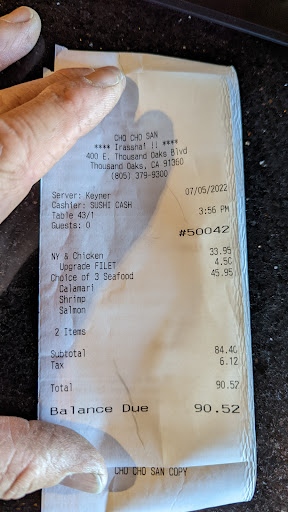 CHO CHO SAN
**** Irasshai !! ****
400 E. Thousand Oaks Blvd
Thousand Oaks, CA 91360
(805) 379-9300
Server: Keyner 07/05/2022
Cashier: SUSHI CASH
Table 43/1 3:56 PM
Guests: 0
#50042
NY & Chicken 33.95
Upgrade FILET 4.50
Choice of 3 Seafood 45.95
Calamari
Shrimp
Salmon
2 Items
Subtotal 84.40
Tax 6.12
Total 90.52
Balance Due 90.52
CHO CHO SAN COPY